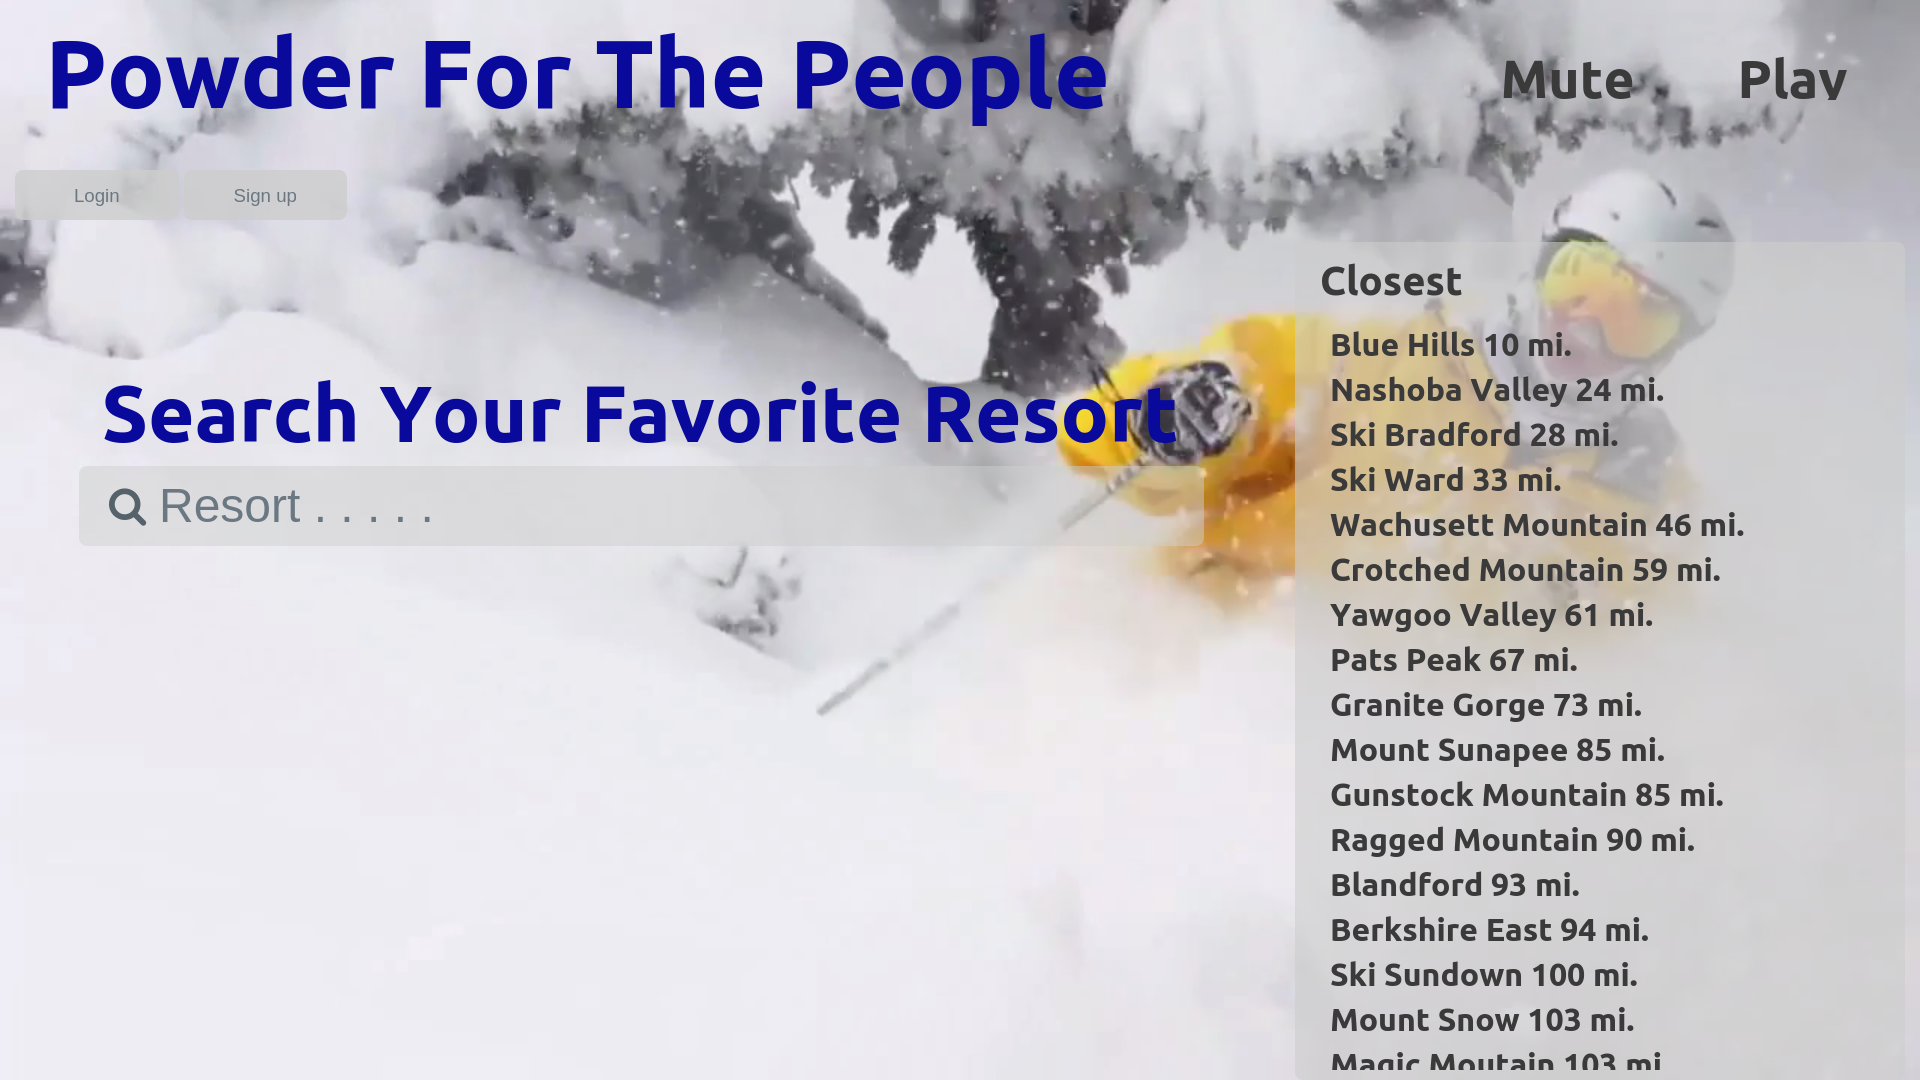 Powder For The People
Mute
Play
Login
Sign up
Search Your Favorite Resort
Resort . . . . .
Closest
Blue Hills 10 mi.
Nashoba Valley 24 mi.
Ski Bradford 28 mi.
Ski Ward 33 mi.
Wachusett Mountain 46 mi.
Crotched Mountain 59 mi.
Yawgoo Valley 61 mi.
Pats Peak 67 mi.
Granite Gorge 73 mi.
Mount Sunapee 85 mi.
Gunstock Mountain 85 mi.
Ragged Mountain 90 mi.
Blandford 93 mi.
Berkshire East 94 mi.
Ski Sundown 100 mi.
Mount Snow 103 mi.
Magic Moutain 103 mi.